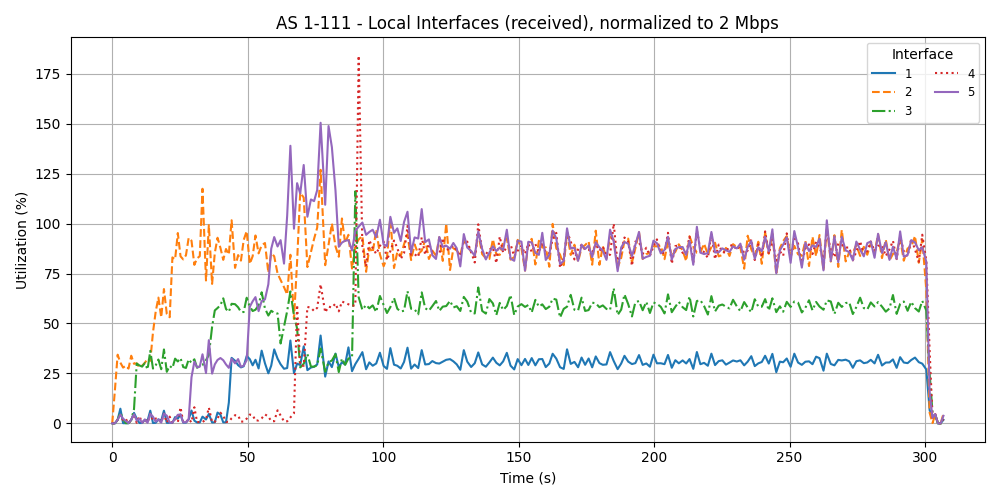 AS 1-111 - Local Interfaces (received), normalized to 2 Mbps
Interface
1 4
2 5
3
Utilization (%)
175
150
125
100
75
50
25
0
0 50 100 150 200 250 300
Time (s)